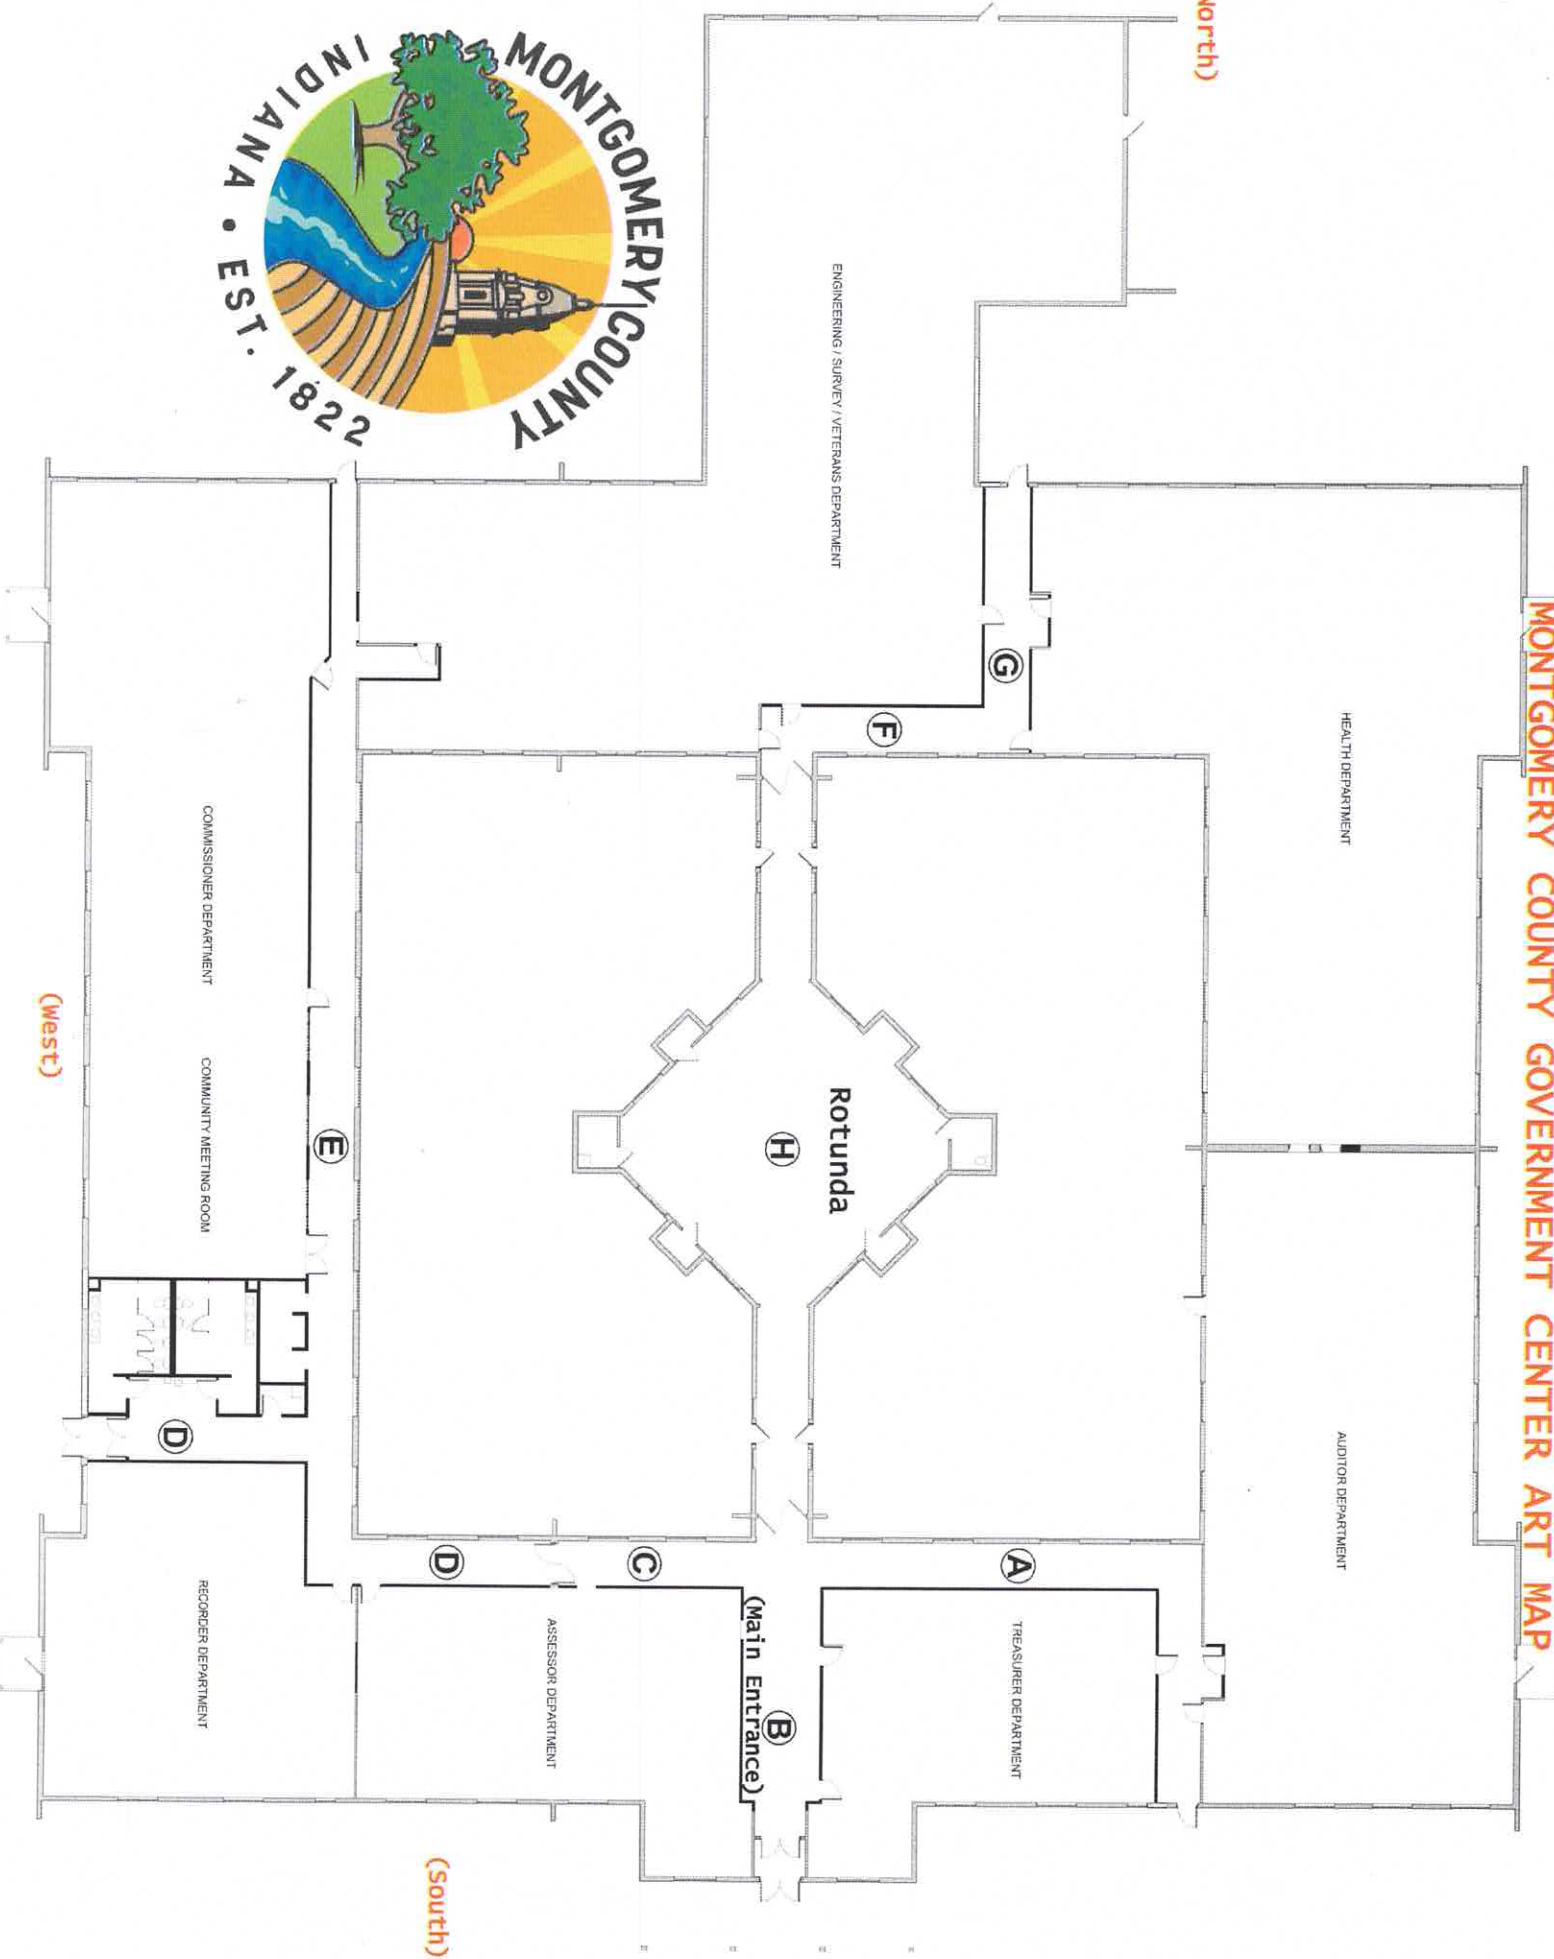 MONTGOMERY COUNTY GOVERNMENT CENTER ART MAP
North)
MONTGOMERY COUNTY
INDIANA • EST. 1822
HEALTH DEPARTMENT
AUDITOR DEPARTMENT
ENGINEERING / SURVEY / VETERANS DEPARTMENT
G
F
A
TREASURER DEPARTMENT
Rotunda
H
B
(Main Entrance)
C
D
ASSESSOR DEPARTMENT
E
COMMISSIONER DEPARTMENT
COMMUNITY MEETING ROOM
D
RECORDER DEPARTMENT
(West)
(South)